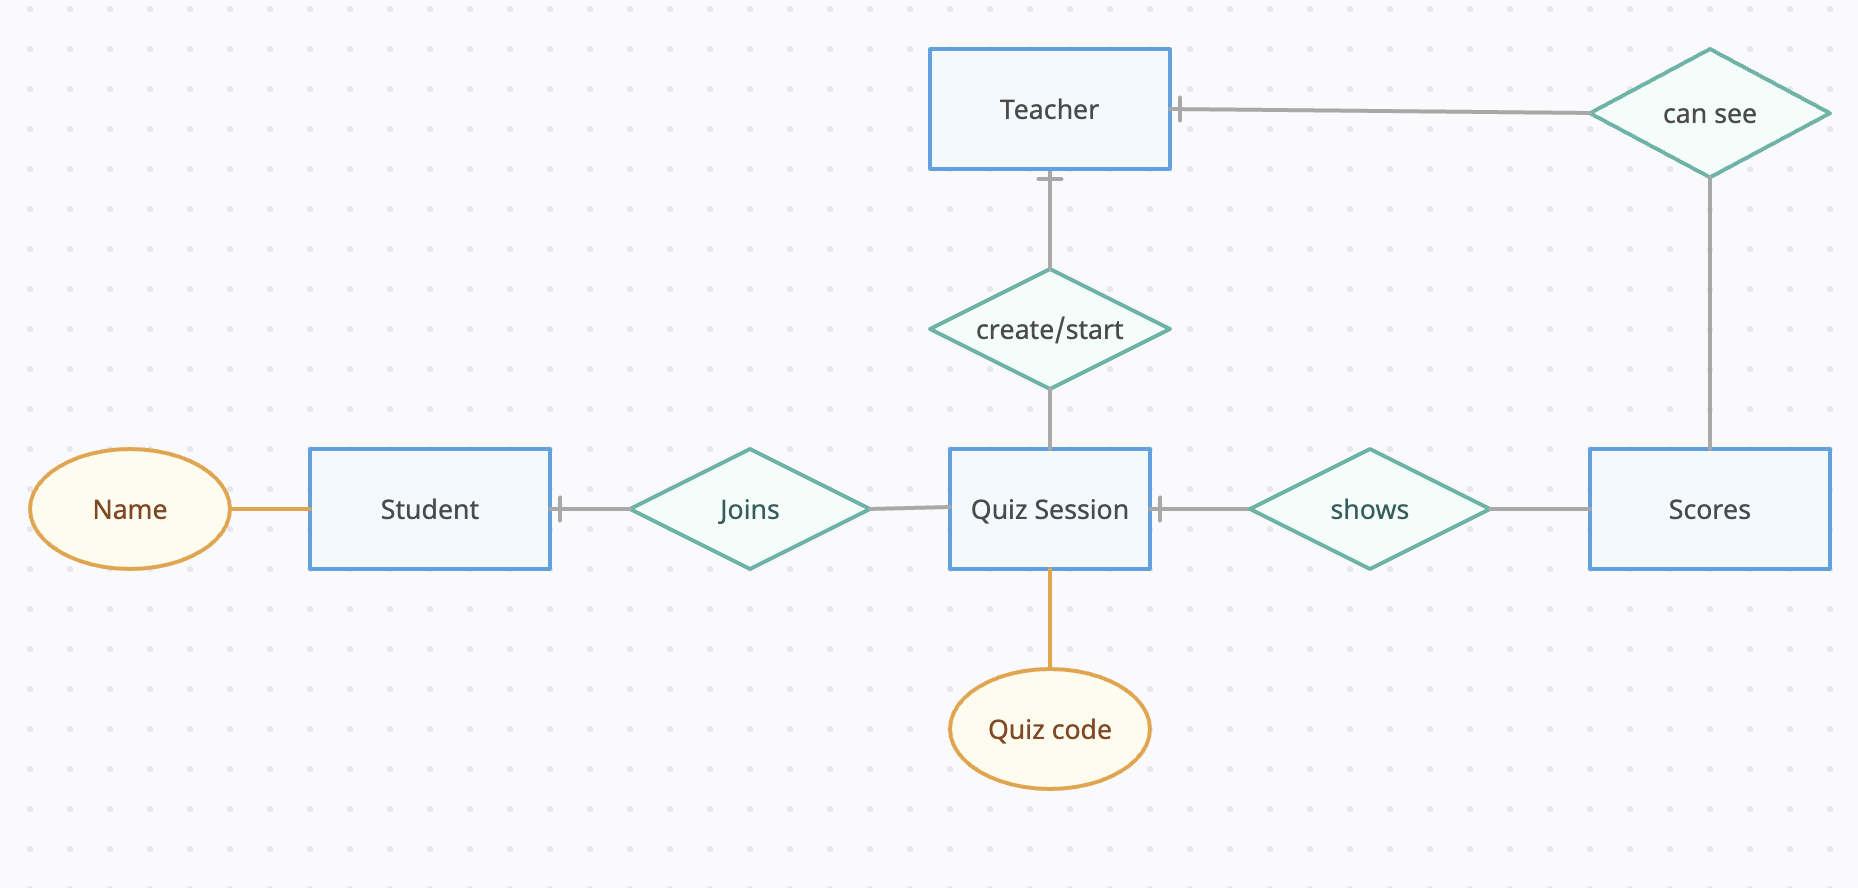 Teacher
can see
create/start
Name
Student
Joins
Quiz Session
shows
Scores
Quiz code